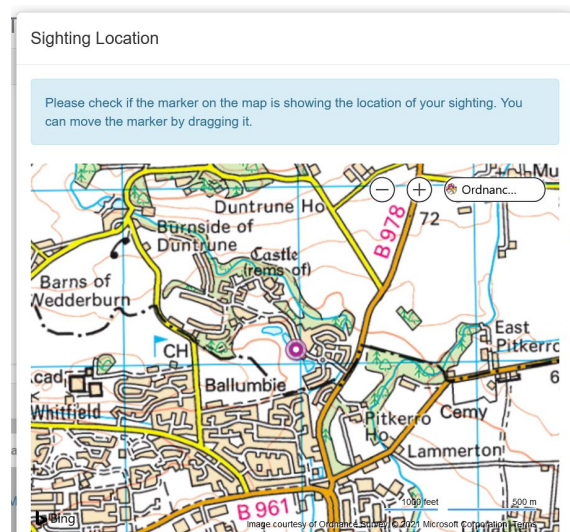 Sighting Location
Please check if the marker on the map is showing the location of your sighting. You
can move the marker by dragging it.
Ordnanc...
Duntrune Ho
B 978
72
Burnside of
Duntrune
Castle
(rems of)
Barns of
Wedderburn
CH
East
Pitkerro
6
Ballumbie
Whitfield
Pitkerro
Ho
Cemy
Lammerton
B 961
1000 feet
500 m
Bing
Image courtesy of Ordnance Survey © 2021 Microsoft Corporation Terms